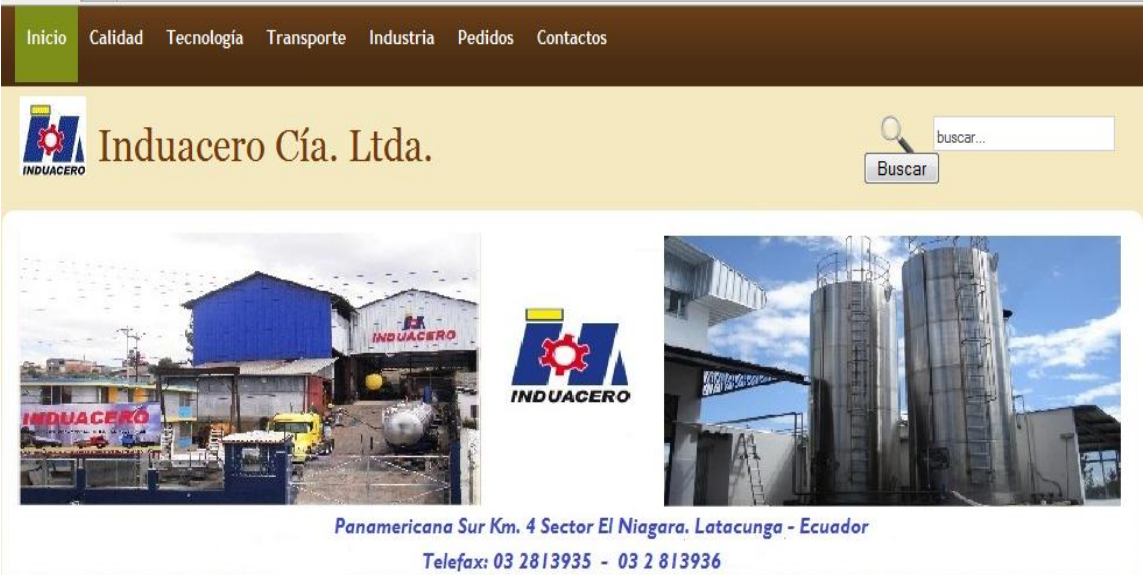 Inicio Calidad Tecnología Transporte Industria Pedidos Contactos
INDUACERO
Induacero Cía. Ltda.
buscar...
Buscar
INDUACERO
INDUACERO
INDUACERO
Panamericana Sur Km. 4 Sector El Niagara. Latacunga - Ecuador
Telefax: 03 2813935 - 03 2 813936